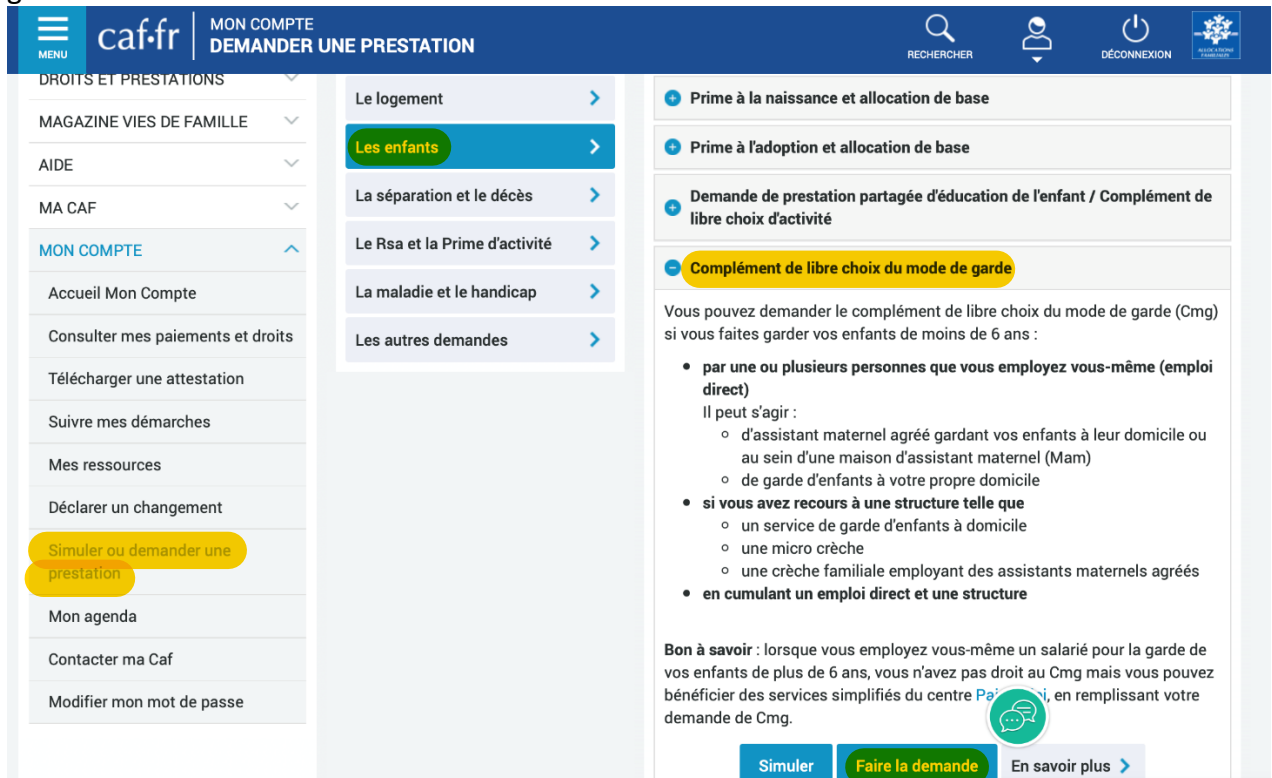 MENU
caf•fr
MON COMPTE
DEMANDER UNE PRESTATION
RECHERCHER
DÉCONNEXION
ALLOCATIONS
FAMILIALES
DROITS ET PRESTATIONS
MAGAZINE VIES DE FAMILLE
AIDE
MA CAF
MON COMPTE
Accueil Mon Compte
Consulter mes paiements et droits
Télécharger une attestation
Suivre mes démarches
Mes ressources
Déclarer un changement
Simuler ou demander une
prestation
Mon agenda
Contacter ma Caf
Modifier mon mot de passe
Le logement
Les enfants
La séparation et le décès
Le Rsa et la Prime d'activité
La maladie et le handicap
Les autres demandes
Prime à la naissance et allocation de base
Prime à l'adoption et allocation de base
Demande de prestation partagée d'éducation de l'enfant / Complément de
libre choix d'activité
Complément de libre choix du mode de garde
Vous pouvez demander le complément de libre choix du mode de garde (Cmg)
si vous faites garder vos enfants de moins de 6 ans :
par une ou plusieurs personnes que vous employez vous-même (emploi
direct)
Il peut s'agir :
d'assistant maternel agréé gardant vos enfants à leur domicile ou
au sein d'une maison d'assistant maternel (Mam)
de garde d'enfants à votre propre domicile
si vous avez recours à une structure telle que
un service de garde d'enfants à domicile
une micro crèche
une crèche familiale employant des assistants maternels agréés
en cumulant un emploi direct et une structure
Bon à savoir : lorsque vous employez vous-même un salarié pour la garde de
vos enfants de plus de 6 ans, vous n'avez pas droit au Cmg mais vous pouvez
bénéficier des services simplifiés du centre , en remplissant votre
demande de Cmg.
Simuler
Faire la demande
En savoir plus